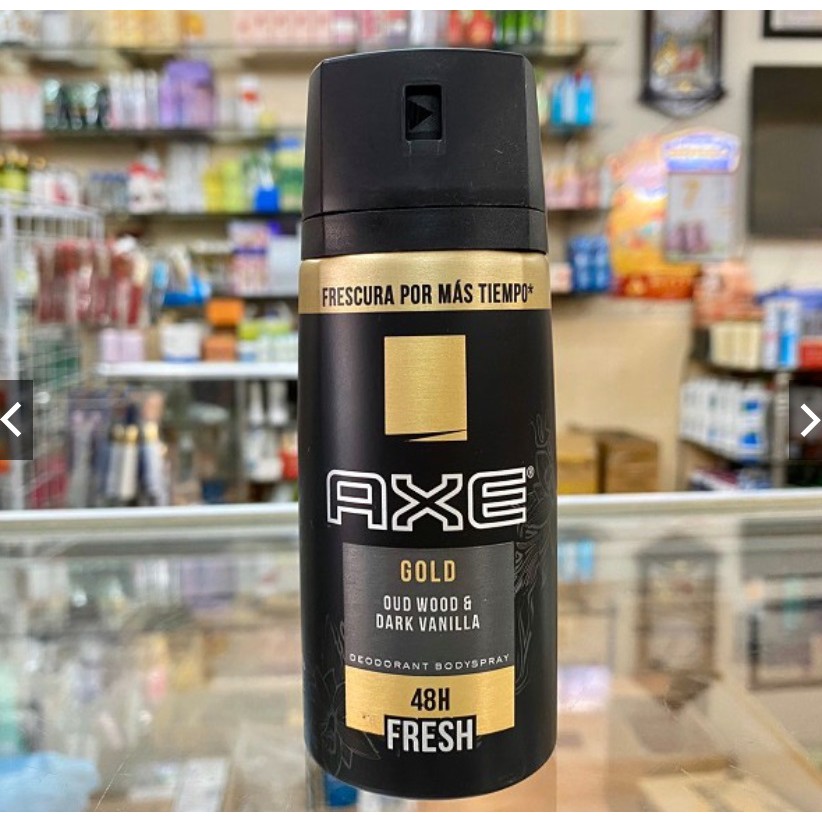 FRESCURA POR MÁS TIEMPO*
AXE®
GOLD
OUD WOOD &
DARK VANILLA
DEODORANT BODYSPRAY
48H
FRESH